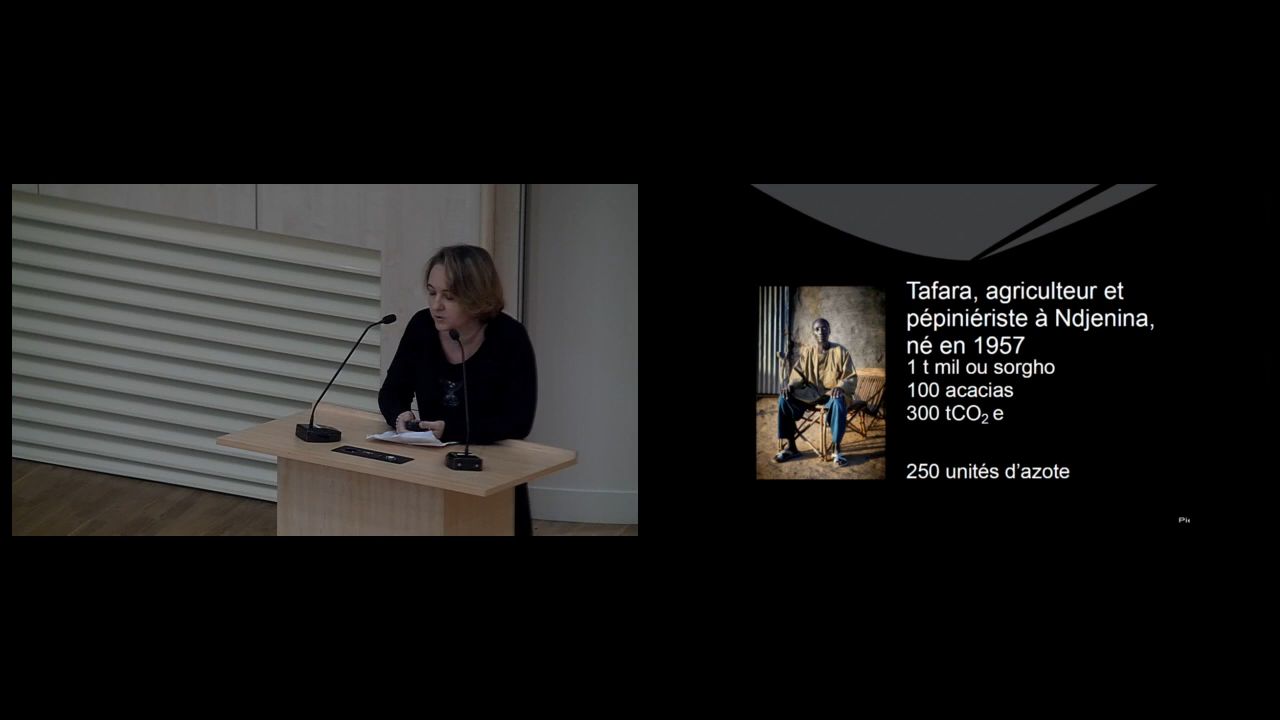 Tafara, agriculteur et
pépiniériste à Ndjenina,
né en 1957
1 t mil ou sorgho
100 acacias
300 tCO₂ e
250 unités d’azote